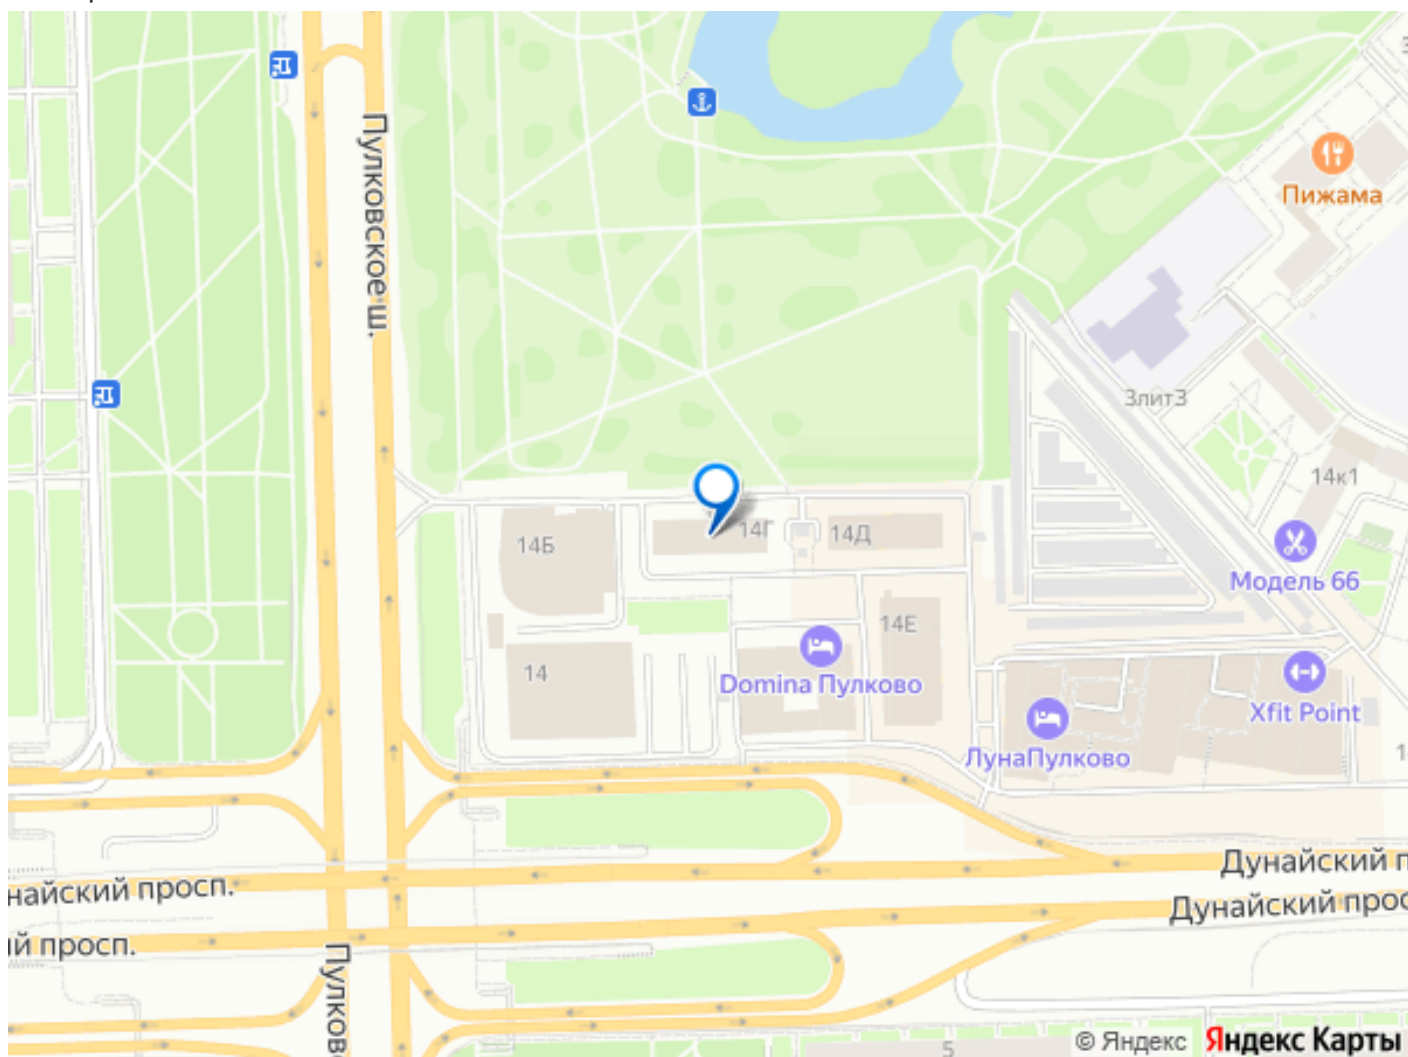 Пулковское ш.
Пижама
3лит3
14к1
14Б
14Г
14Д
Модель 66
14Е
14
Domina Пулково
Xfit Point
ЛунаПулково
Дунайский п
найский просп.
Дунайский прос
й просп.
Пулков
5
© Яндекс
Яндекс Карты